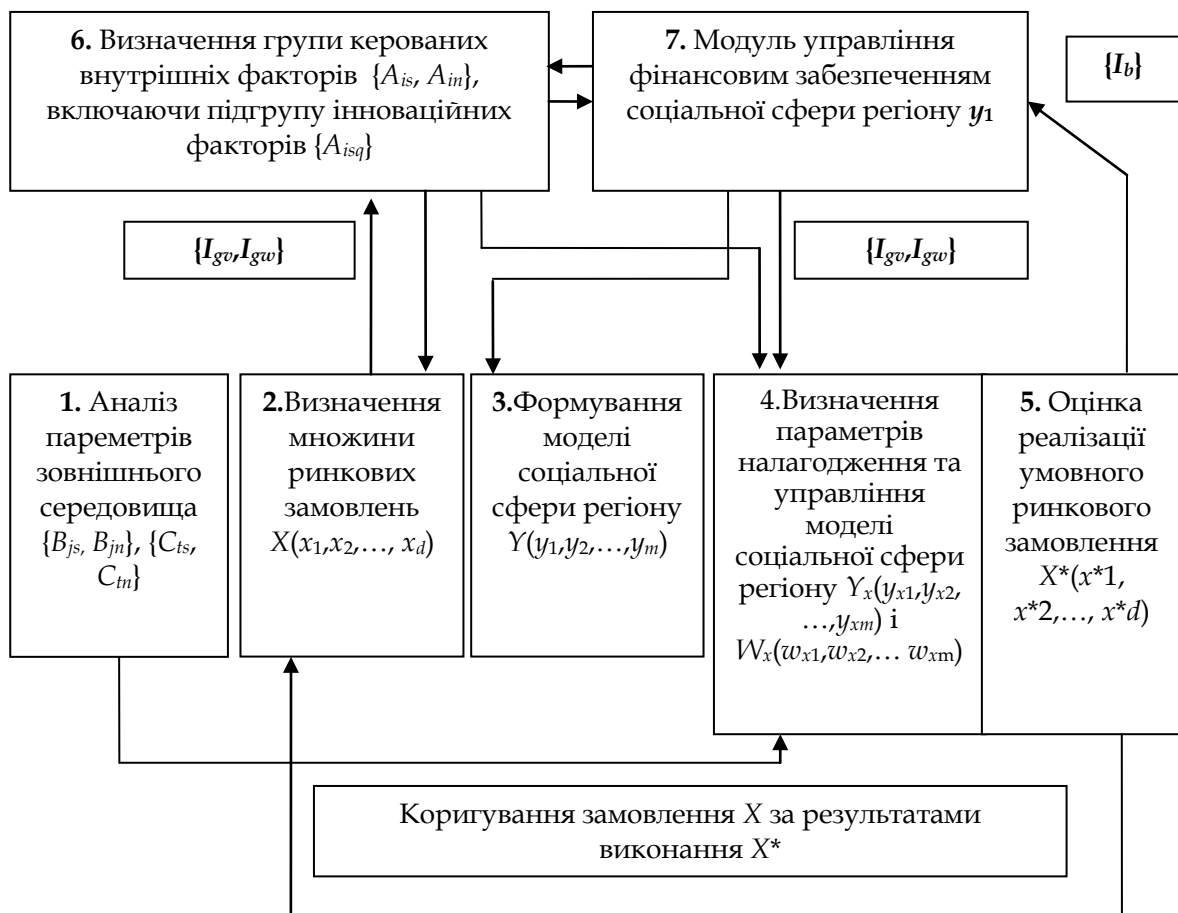 6. Визначення групи керованих
внутрішніх факторів {Ais, Ain},
включаючи підгрупу інноваційних
факторів {Aisq}
7. Модуль управління
фінансовим забезпеченням
соціальної сфери регіону y1
{Ib}
{Igv,Igw}
{Igv,Igw}
1. Аналіз
пареметрів
зовнішнього
середовища
{Bjs, Bjn}, {Cts,
Ctn}
2.Визначення
множини
ринкових
замовлень
X(x1,x2,…, xd)
3.Формування
моделі
соціальної
сфери регіону
Y(y1,y2,…,ym)
4.Визначення
параметрів
налагодження та
управління
моделі
соціальної сфери
регіону Yx(yx1,yx2,
…,yxm) і
Wx(wx1,wx2,… wxm)
5. Оцінка
реалізації
умовного
ринкового
замовлення
X*(x*1,
x*2,…, x*d)
Коригування замовлення X за результатами
виконання X*